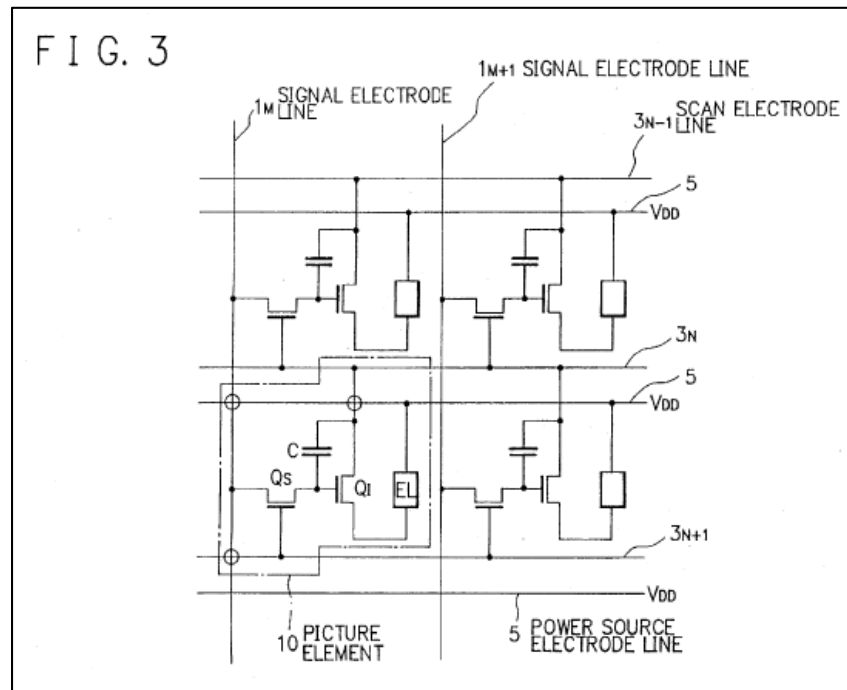 FIG. 3
1M+1 SIGNAL ELECTRODE LINE
1M SIGNAL ELECTRODE
LINE
SCAN ELECTRODE
3N-1 LINE
5
VDD
3N
5
VDD
C
QS
QI
EL
3N+1
VDD
10 PICTURE
ELEMENT
5 POWER SOURCE
ELECTRODE LINE